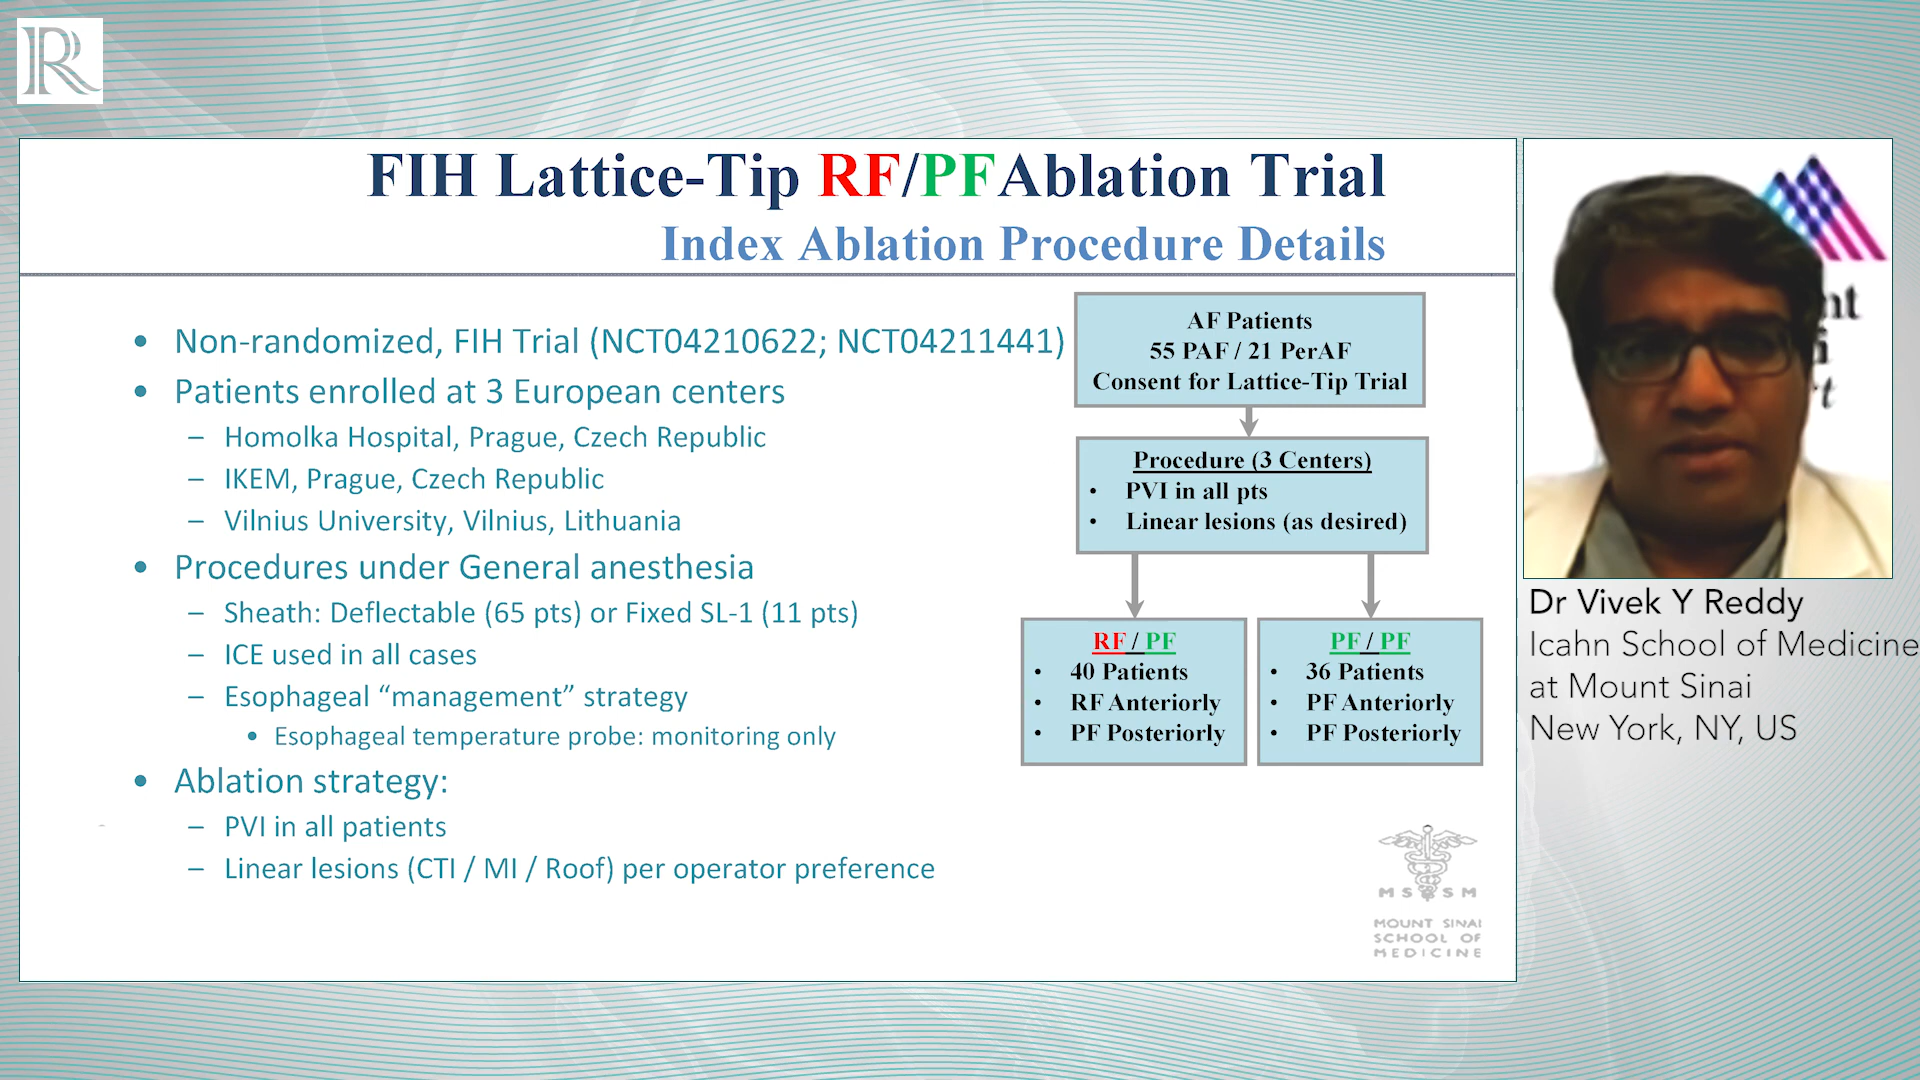 R
FIH Lattice-Tip RF/PF Ablation Trial
Index Ablation Procedure Details
• Non-randomized, FIH Trial (NCT04210622; NCT04211441)
• Patients enrolled at 3 European centers
– Homolka Hospital, Prague, Czech Republic
– IKEM, Prague, Czech Republic
– Vilnius University, Vilnius, Lithuania
• Procedures under General anesthesia
– Sheath: Deflectable (65 pts) or Fixed SL-1 (11 pts)
– ICE used in all cases
– Esophageal “management” strategy
• Esophageal temperature probe: monitoring only
• Ablation strategy:
– PVI in all patients
– Linear lesions (CTI / MI / Roof) per operator preference
AF Patients
55 PAF / 21 PerAF
Consent for Lattice-Tip Trial
Procedure (3 Centers)
• PVI in all pts
• Linear lesions (as desired)
RF / PF
• 40 Patients
• RF Anteriorly
• PF Posteriorly
PF / PF
• 36 Patients
• PF Anteriorly
• PF Posteriorly
MSSM
MOUNT SINAI
SCHOOL OF
MEDICINE
Dr Vivek Y Reddy
Icahn School of Medicine
at Mount Sinai
New York, NY, US